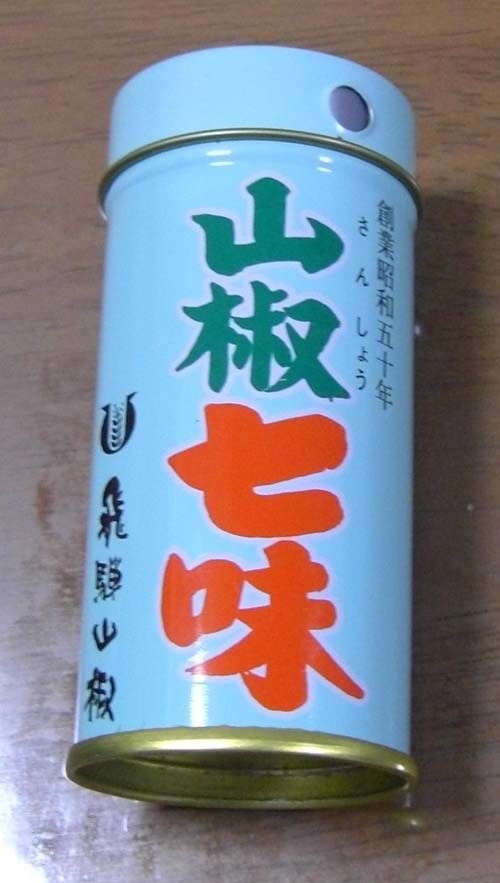 創業昭和五十年
さんしょう
山椒
七味
飛騨山椒